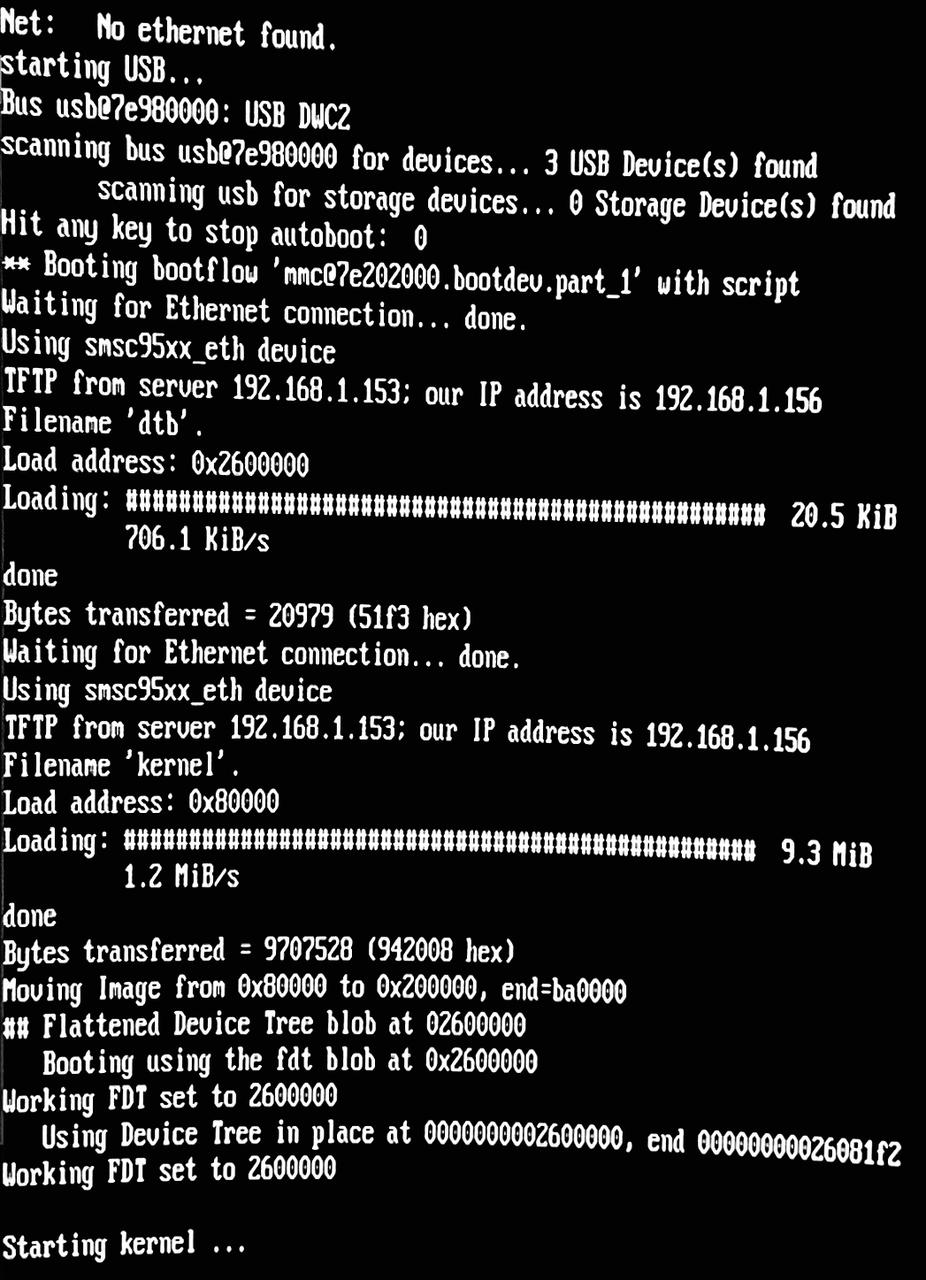 Net:   No ethernet found.
starting USB...
Bus usb@7e980000: USB DWC2
scanning bus usb@7e980000 for devices... 3 USB Device(s) found
       scanning usb for storage devices... 0 Storage Device(s) found
Hit any key to stop autoboot:  0
** Booting bootflow 'mmc@7e202000.bootdev.part_1' with script
Waiting for Ethernet connection... done.
Using smsc95xx_eth device
TFTP from server 192.168.1.153; our IP address is 192.168.1.156
Filename 'dtb'.
Load address: 0x2600000
Loading: ################################################## 20.5 KiB
         706.1 KiB/s
done
Bytes transferred = 20979 (51f3 hex)
Waiting for Ethernet connection... done.
Using smsc95xx_eth device
TFTP from server 192.168.1.153; our IP address is 192.168.1.156
Filename 'kernel'.
Load address: 0x80000
Loading: ################################################## 9.3 MiB
         1.2 MiB/s
done
Bytes transferred = 9707528 (942008 hex)
Moving Image from 0x80000 to 0x200000, end=ba0000
## Flattened Device Tree blob at 02600000
   Booting using the fdt blob at 0x2600000
Working FDT set to 2600000
   Using Device Tree in place at 0000000002600000, end 00000000026081f2
Working FDT set to 2600000

Starting kernel ...